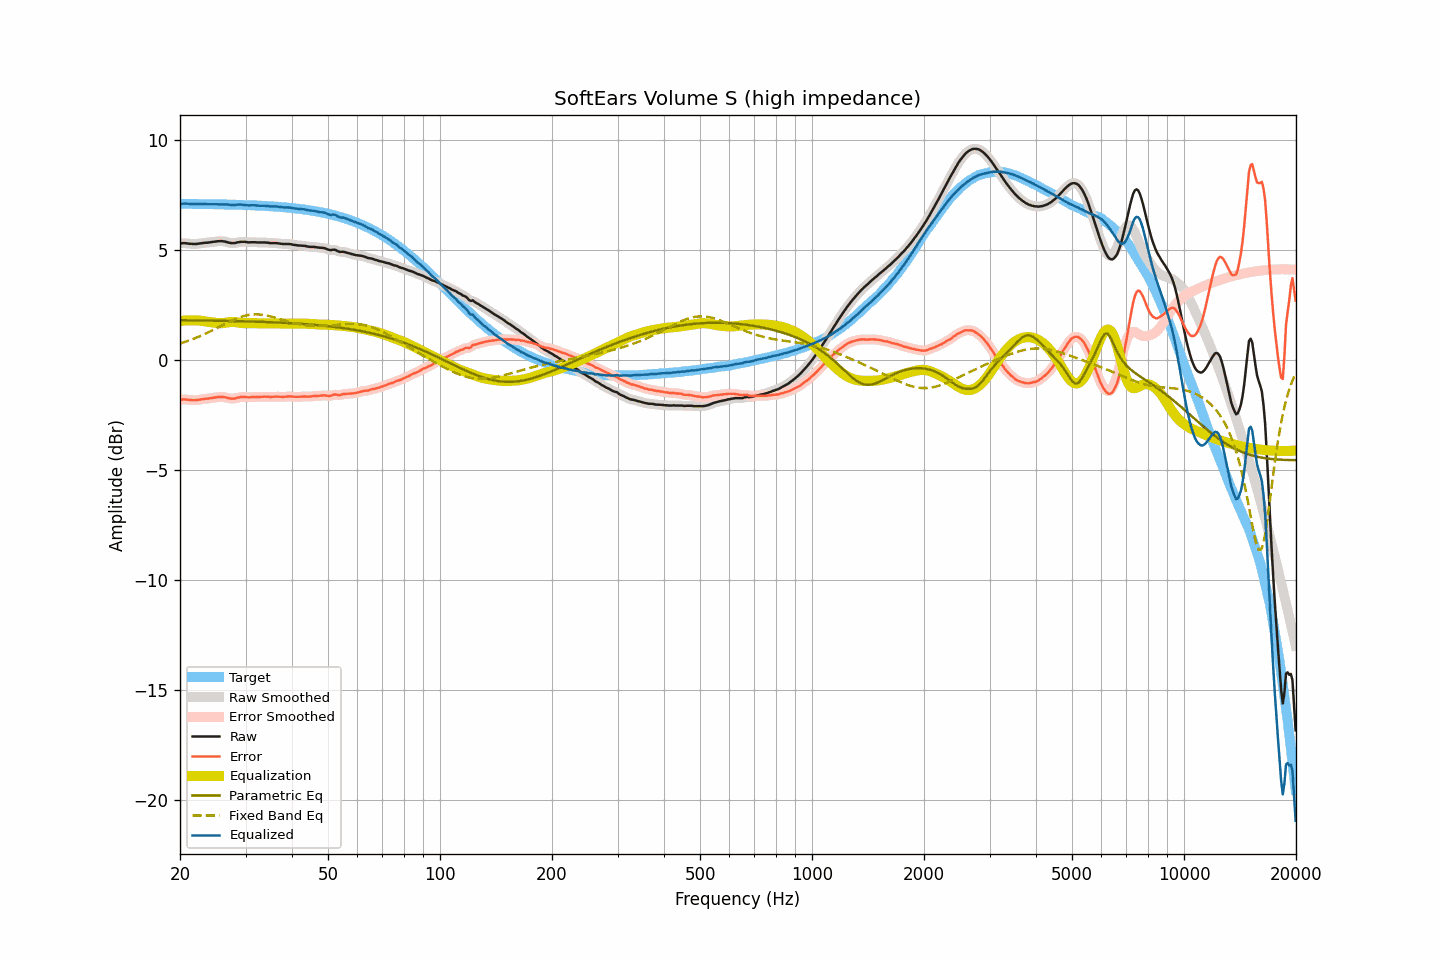 SoftEars Volume S (high impedance)
10
5
0
−5
−10
−15
−20
Amplitude (dBr)
Target
Raw Smoothed
Error Smoothed
Raw
Error
Equalization
Parametric Eq
Fixed Band Eq
Equalized
20 50 100 200 500 1000 2000 5000 10000 20000
Frequency (Hz)